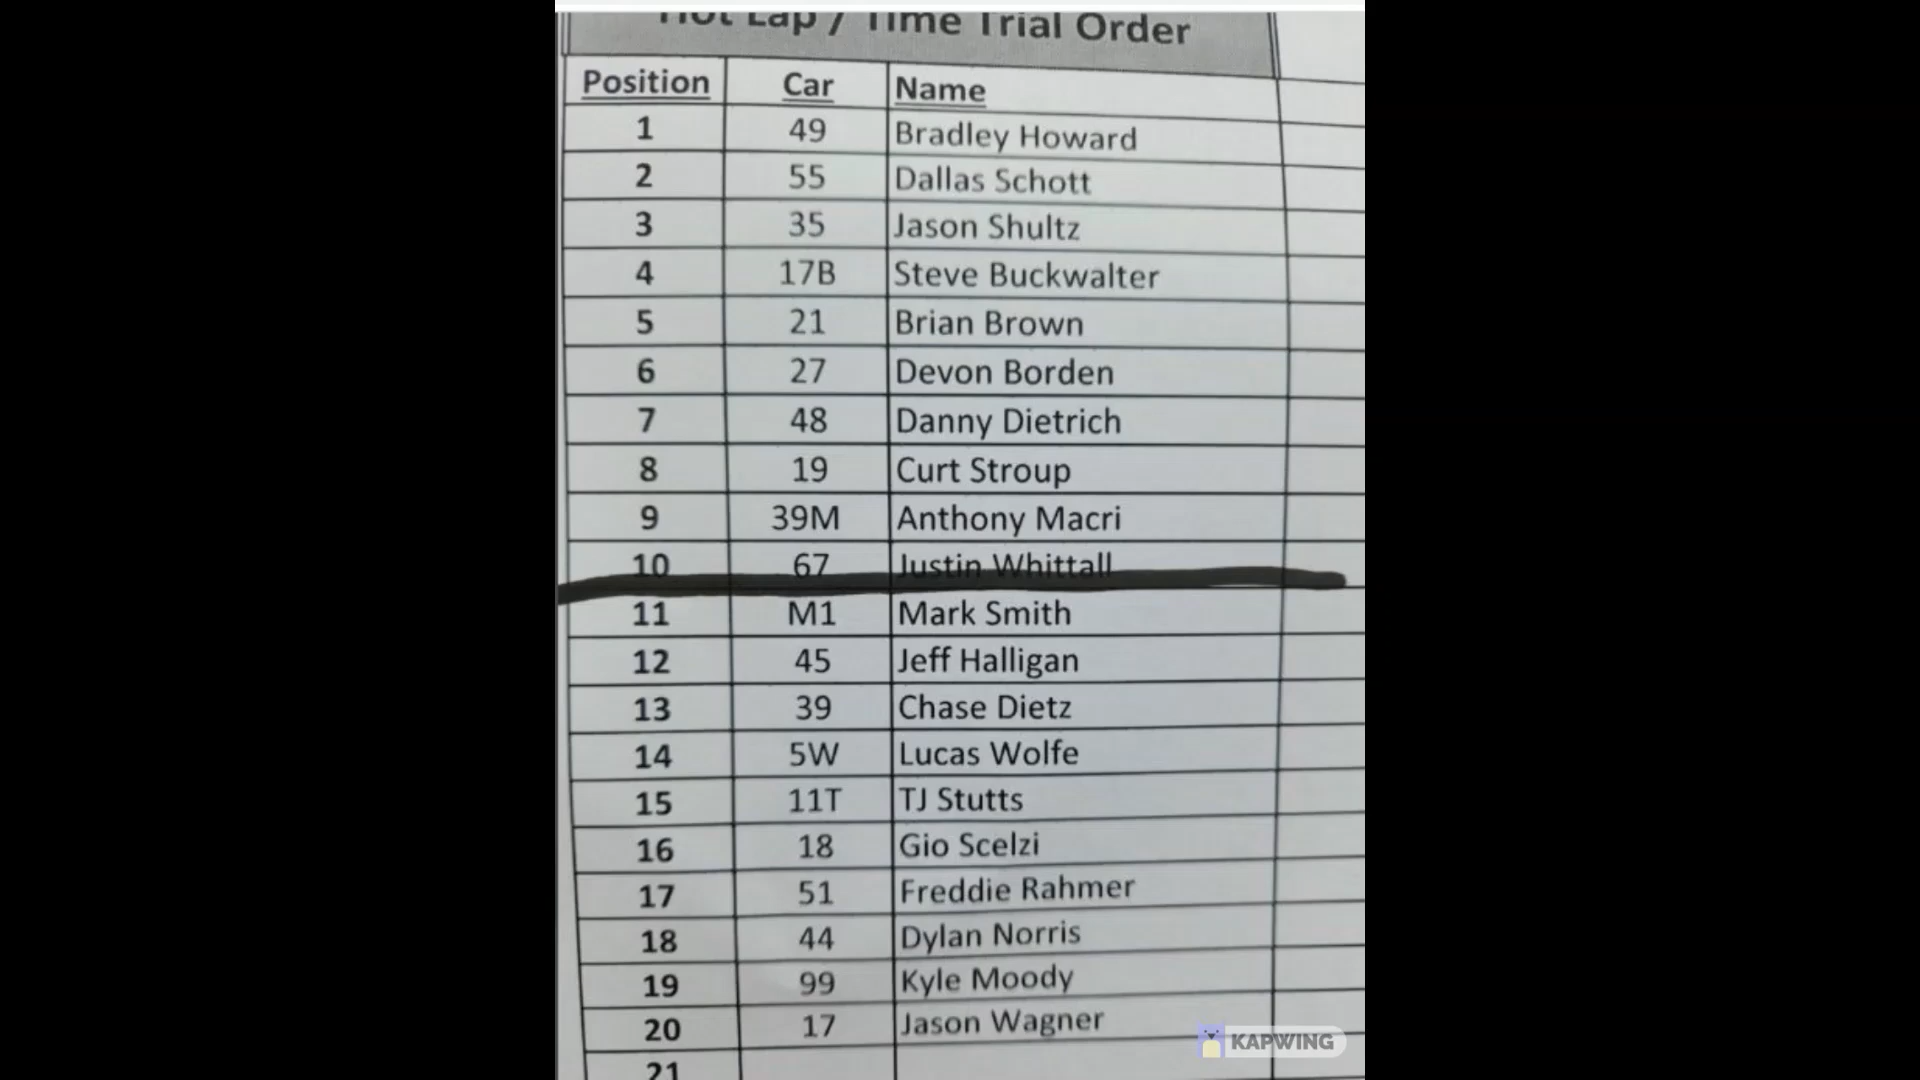 Hot Lap / Time Trial Order
Position Car Name
1 49 Bradley Howard
2 55 Dallas Schott
3 35 Jason Shultz
4 17B Steve Buckwalter
5 21 Brian Brown
6 27 Devon Borden
7 48 Danny Dietrich
8 19 Curt Stroup
9 39M Anthony Macri
10 67 Justin Whittall
11 M1 Mark Smith
12 45 Jeff Halligan
13 39 Chase Dietz
14 5W Lucas Wolfe
15 11T TJ Stutts
16 18 Gio Scelzi
17 51 Freddie Rahmer
18 44 Dylan Norris
19 99 Kyle Moody
20 17 Jason Wagner
21
KAPWING